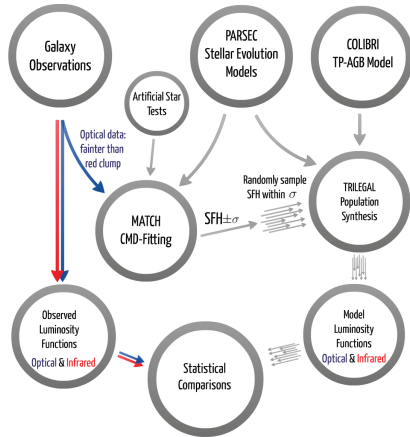 Galaxy
Observations
PARSEC
Stellar Evolution
Models
COLIBRI
TP-AGB Model
Artificial Star
Tests
Optical data:
fainter than
red clump
MATCH
CMD-Fitting
SFH±σ
Randomly sample
SFH within σ
TRILEGAL
Population
Synthesis
Observed
Luminosity
Functions
Optical & Infrared
Statistical
Comparisons
Model
Luminosity
Functions
Optical & Infrared